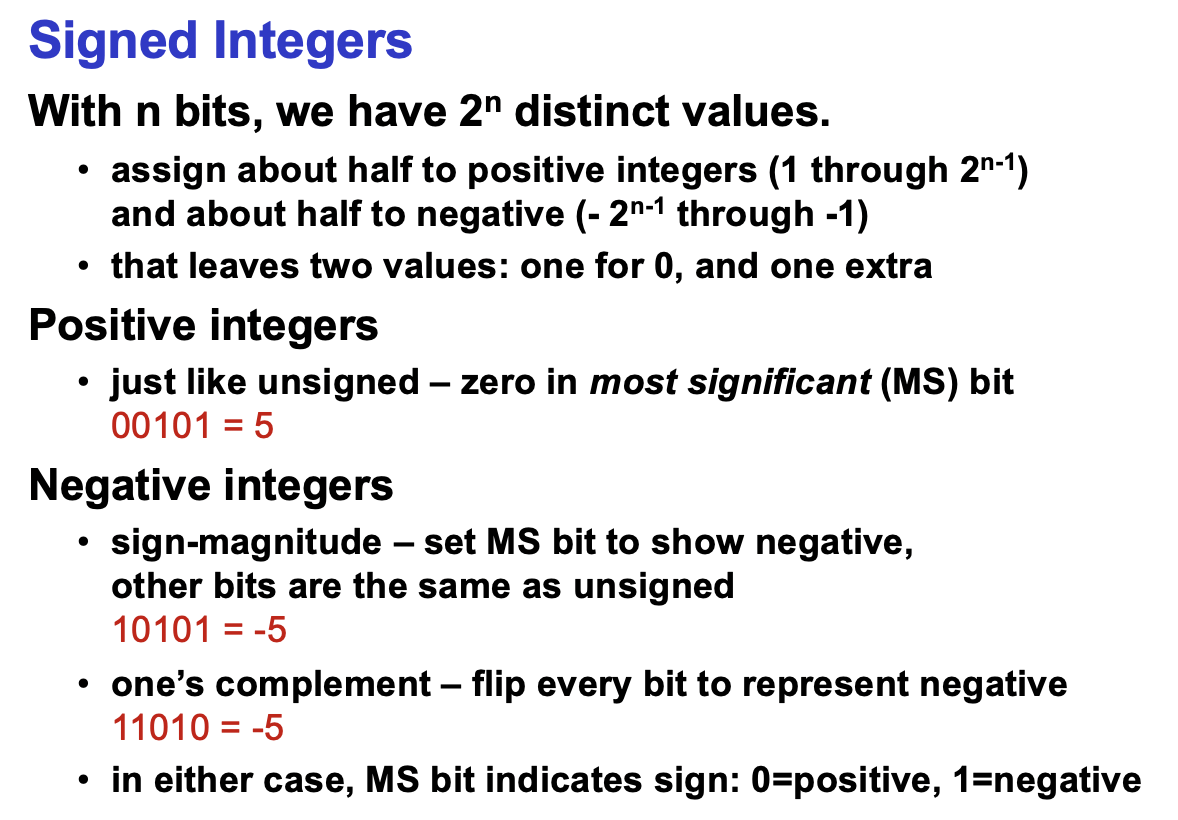 Signed Integers
With n bits, we have 2ⁿ distinct values.
• assign about half to positive integers (1 through 2ⁿ⁻¹)
and about half to negative (- 2ⁿ⁻¹ through -1)
• that leaves two values: one for 0, and one extra
Positive integers
• just like unsigned – zero in most significant (MS) bit
00101 = 5
Negative integers
• sign-magnitude – set MS bit to show negative,
other bits are the same as unsigned
10101 = -5
• one’s complement – flip every bit to represent negative
11010 = -5
• in either case, MS bit indicates sign: 0=positive, 1=negative